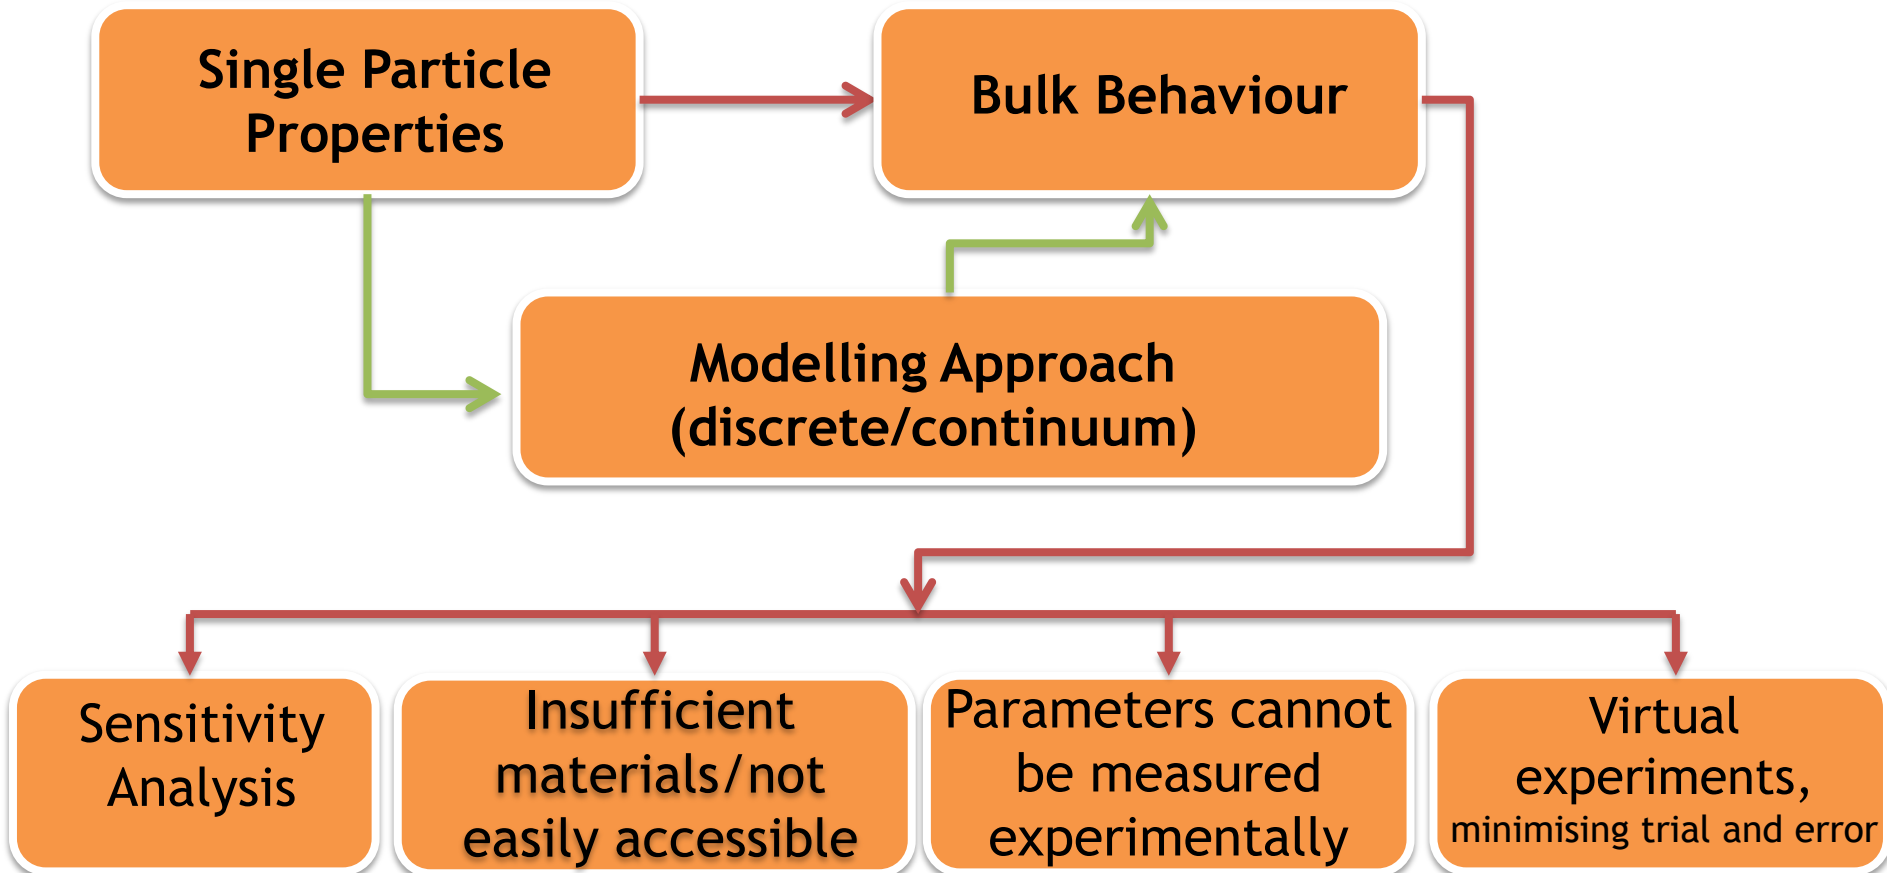 Single Particle
Properties
Bulk Behaviour
Modelling Approach
(discrete/continuum)
Sensitivity
Analysis
Insufficient
materials/not
easily accessible
Parameters cannot
be measured
experimentally
Virtual
experiments,
minimising trial and error